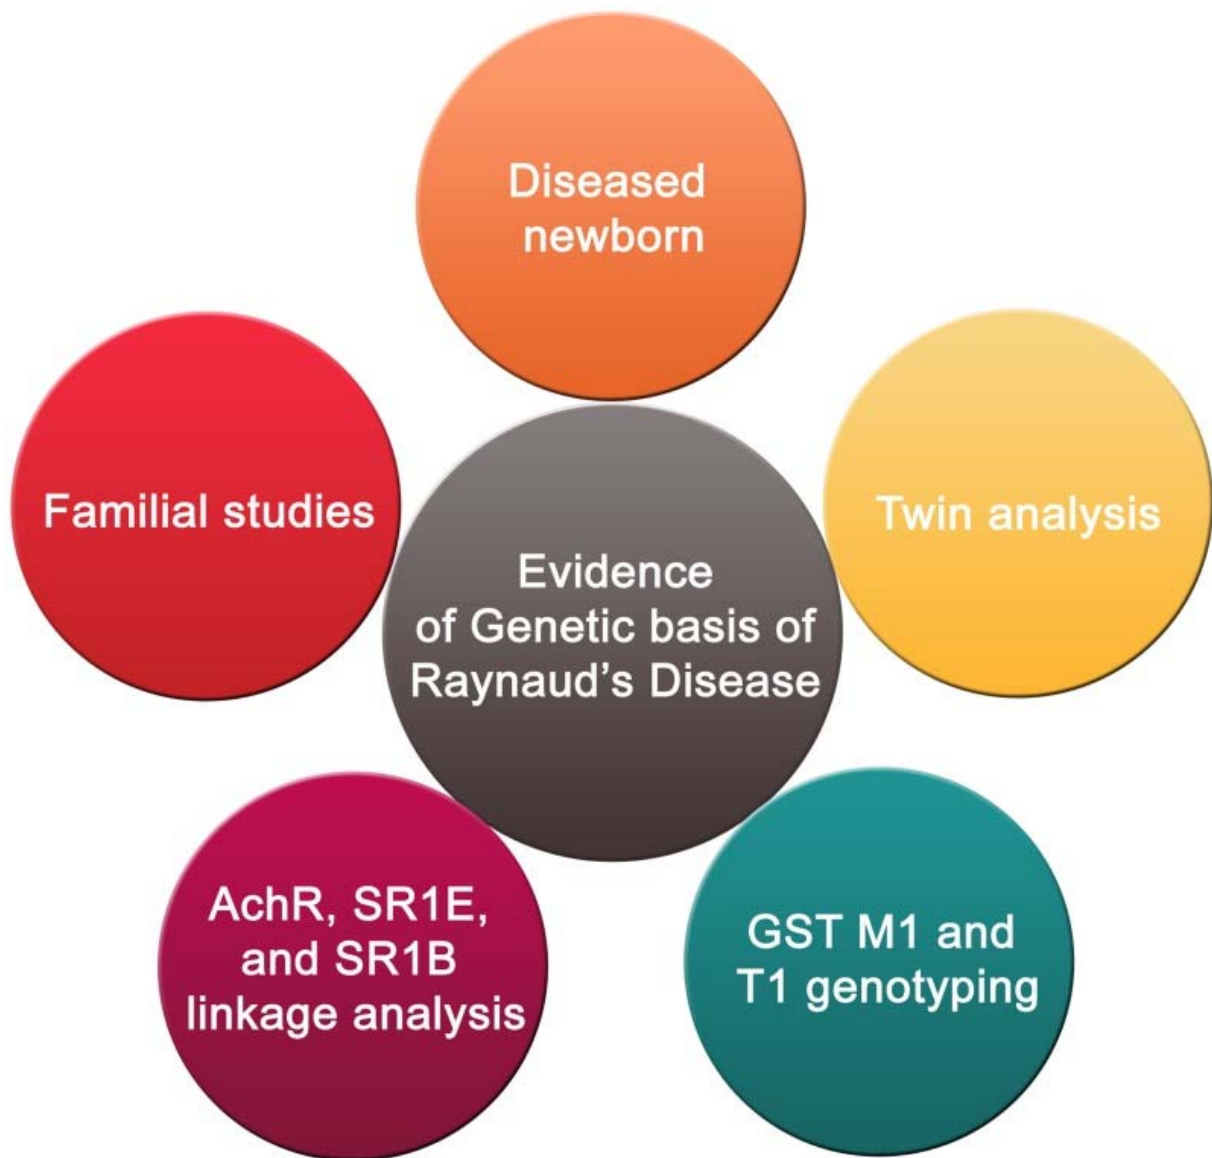 Diseased
newborn
Familial studies
Twin analysis
Evidence
of Genetic basis of
Raynaud’s Disease
AchR, SR1E,
and SR1B
linkage analysis
GST M1 and
T1 genotyping